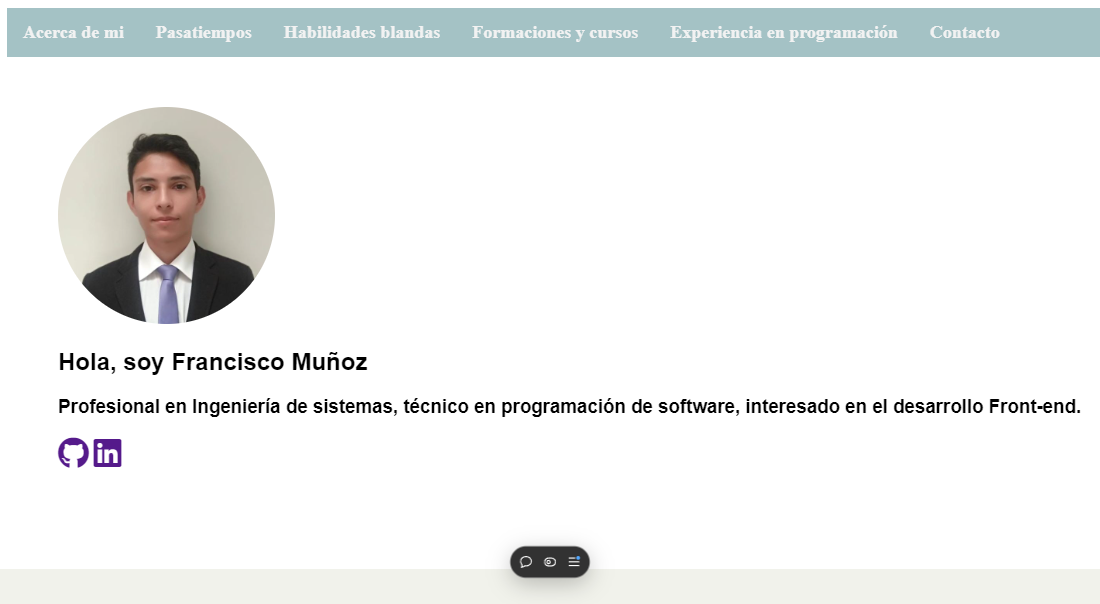 Acerca de mi Pasatiempos Habilidades blandas Formaciones y cursos Experiencia en programación Contacto
Hola, soy Francisco Muñoz
Profesional en Ingeniería de sistemas, técnico en programación de software, interesado en el desarrollo Front-end.
in